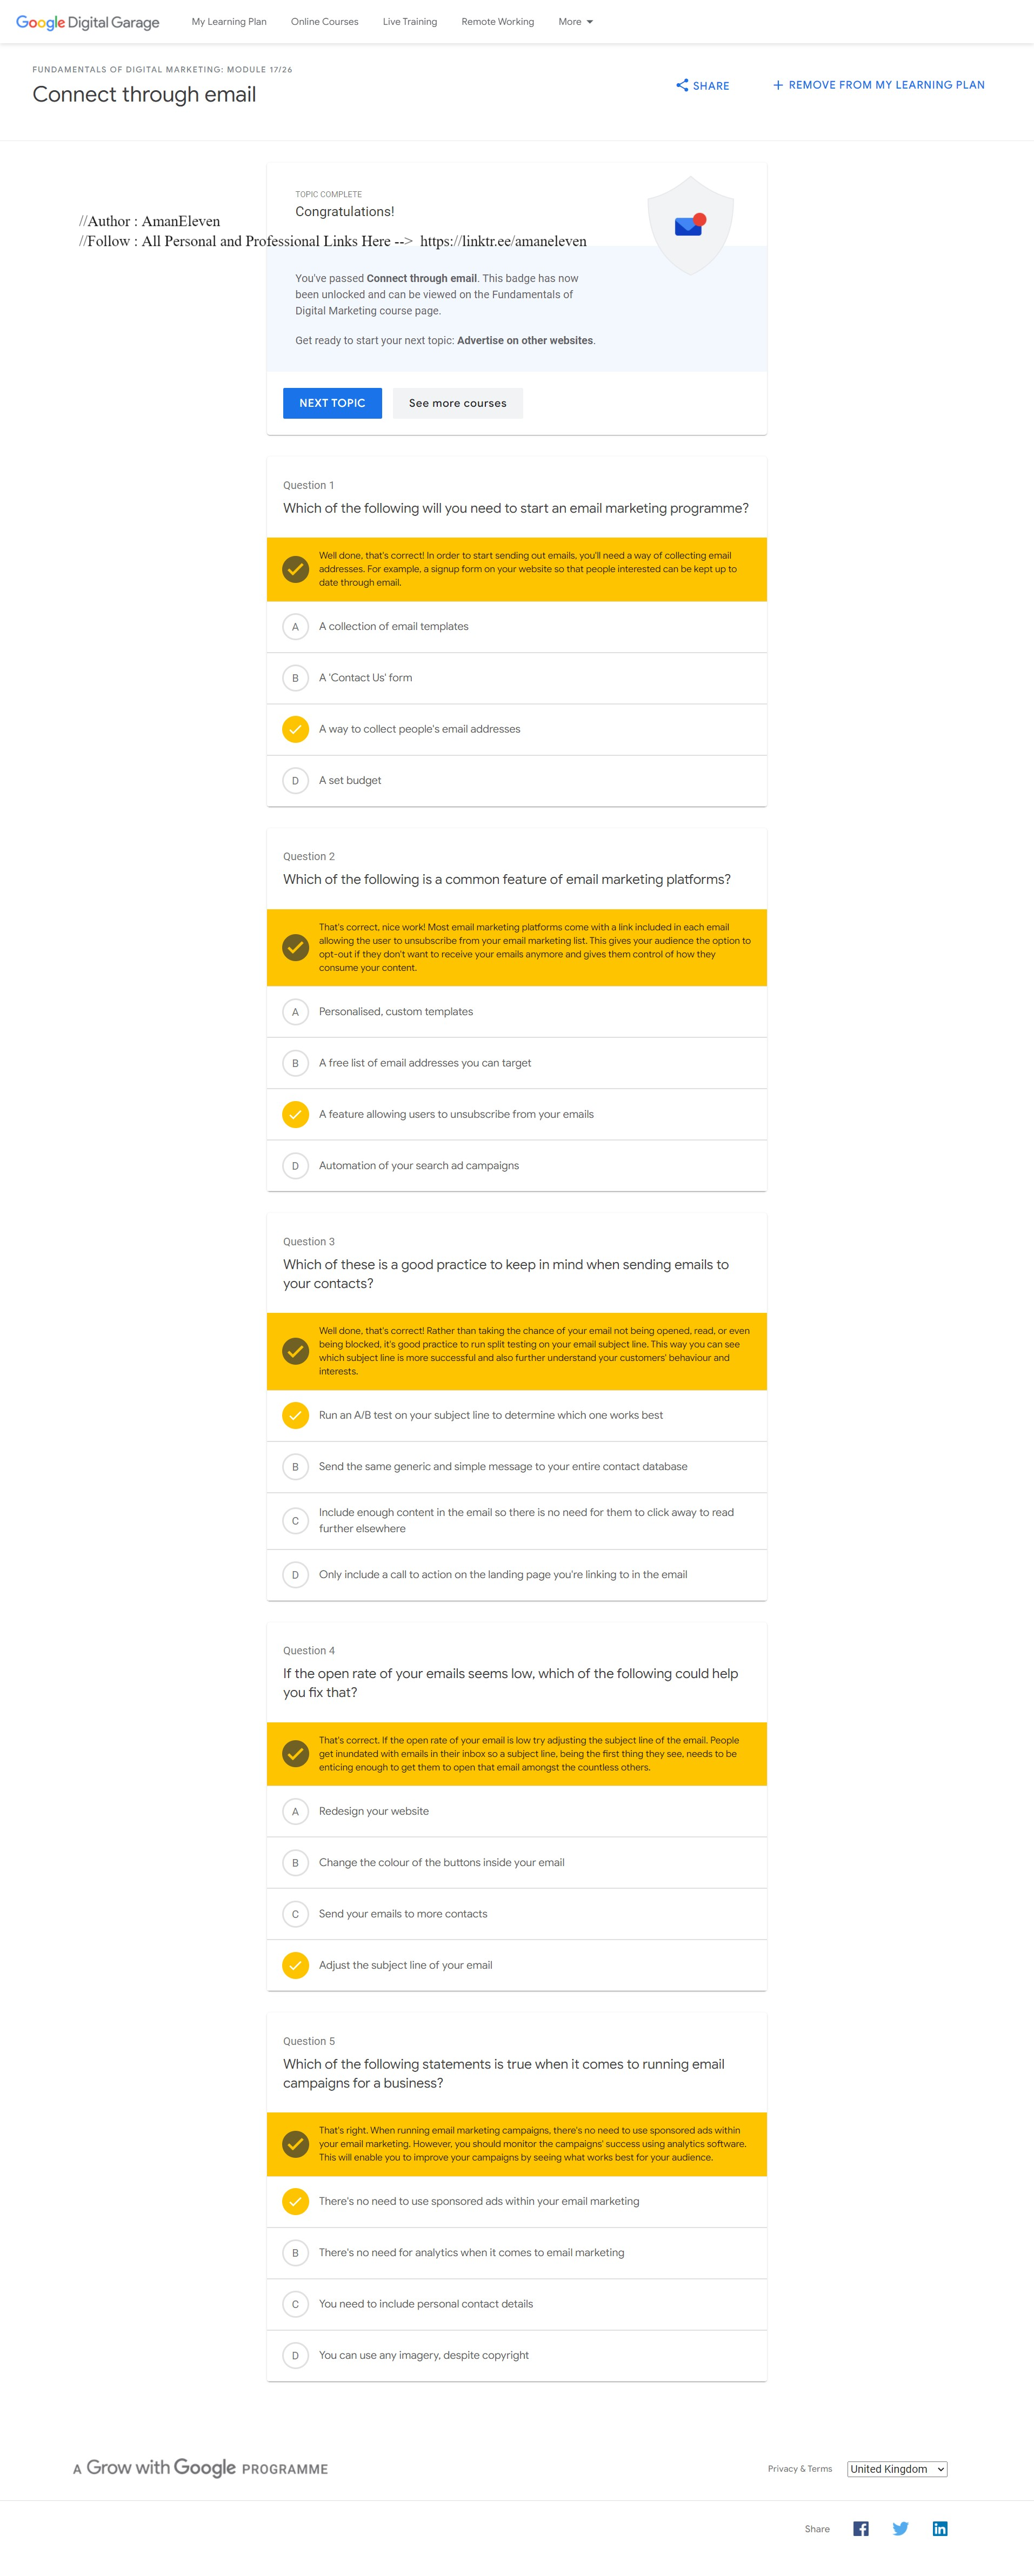 Google Digital Garage My Learning Plan Online Courses Live Training Remote Working More
FUNDAMENTALS OF DIGITAL MARKETING: MODULE 17/26
Connect through email
SHARE
REMOVE FROM MY LEARNING PLAN
TOPIC COMPLETE
Congratulations!
//Author : AmanEleven
//Follow : All Personal and Professional Links Here --> https://linktr.ee/amaneleven
You've passed Connect through email. This badge has now
been unlocked and can be viewed on the Fundamentals of
Digital Marketing course page.
Get ready to start your next topic: Advertise on other websites.
NEXT TOPIC
See more courses
Question 1
Which of the following will you need to start an email marketing programme?
Well done, that's correct! In order to start sending out emails, you'll need a way of collecting email
addresses. For example, a signup form on your website so that people interested can be kept up to
date through email.
A A collection of email templates
B A 'Contact Us' form
A way to collect people's email addresses
D A set budget
Question 2
Which of the following is a common feature of email marketing platforms?
That's correct, nice work! Most email marketing platforms come with a link included in each email
allowing the user to unsubscribe from your email marketing list. This gives your audience the option to
opt-out if they don't want to receive your emails anymore and gives them control of how they
consume your content.
A Personalised, custom templates
B A free list of email addresses you can target
A feature allowing users to unsubscribe from your emails
D Automation of your search ad campaigns
Question 3
Which of these is a good practice to keep in mind when sending emails to
your contacts?
Well done, that's correct! Rather than taking the chance of your email not being opened, read, or even
being blocked, it's good practice to run split testing on your email subject line. This way you can see
which subject line is more successful and also further understand your customers' behaviour and
interests.
Run an A/B test on your subject line to determine which one works best
B Send the same generic and simple message to your entire contact database
C Include enough content in the email so there is no need for them to click away to read
further elsewhere
D Only include a call to action on the landing page you're linking to in the email
Question 4
If the open rate of your emails seems low, which of the following could help
you fix that?
That's correct. If the open rate of your email is low try adjusting the subject line of the email. People
get inundated with emails in their inbox so a subject line, being the first thing they see, needs to be
enticing enough to get them to open that email amongst the countless others.
A Redesign your website
B Change the colour of the buttons inside your email
C Send your emails to more contacts
Adjust the subject line of your email
Question 5
Which of the following statements is true when it comes to running email
campaigns for a business?
That's right. When running email marketing campaigns, there's no need to use sponsored ads within
your email marketing. However, you should monitor the campaigns' success using analytics software.
This will enable you to improve your campaigns by seeing what works best for your audience.
There's no need to use sponsored ads within your email marketing
B There's no need for analytics when it comes to email marketing
C You need to include personal contact details
D You can use any imagery, despite copyright
A Grow with Google PROGRAMME
Privacy & Terms
United Kingdom
Share